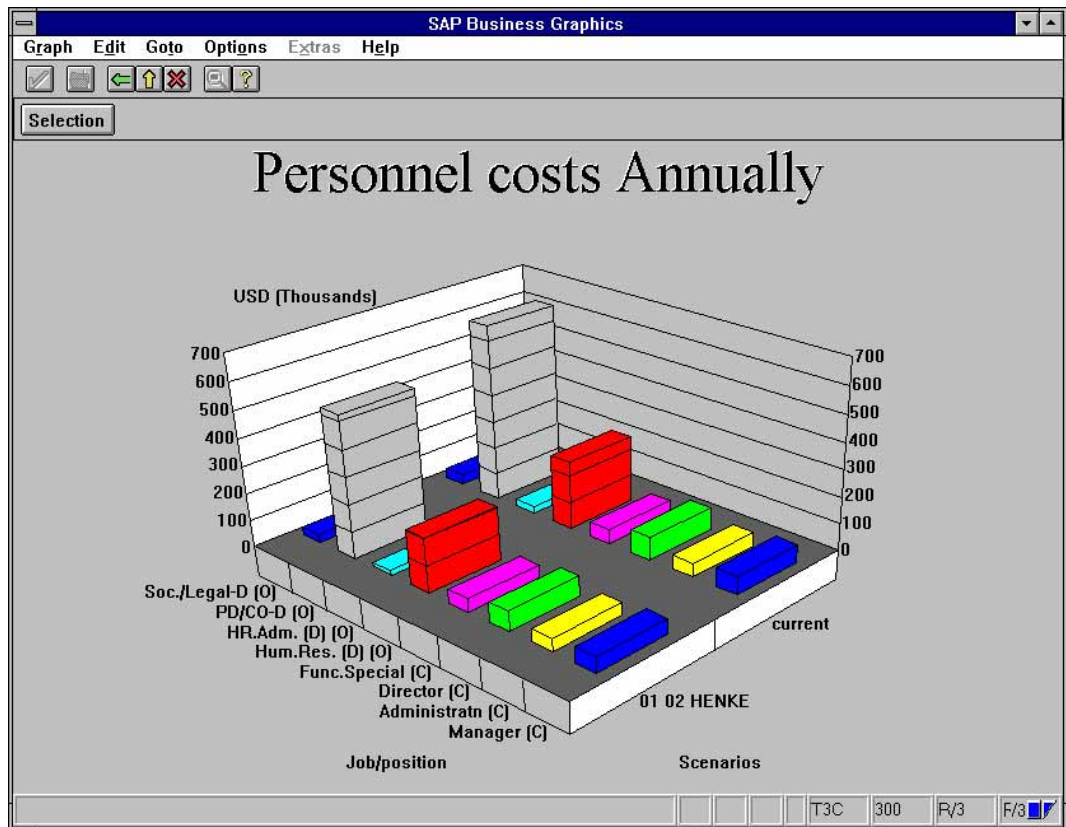 SAP Business Graphics
Graph Edit Goto Options Extras Help
Selection
Personnel costs Annually
USD (Thousands)
700 700
600 600
500 500
400 400
300 300
200 200
100 100
0 0
Soc./Legal-D (O)
PD/CO-D (O)
HR.Adm. (D) (O)
Hum.Res. (D) (O)
Func.Special (C)
Director (C)
Administratn (C)
Manager (C)
current
01 02 HENKE
Job/position Scenarios
T3C 300 R/3 F/3